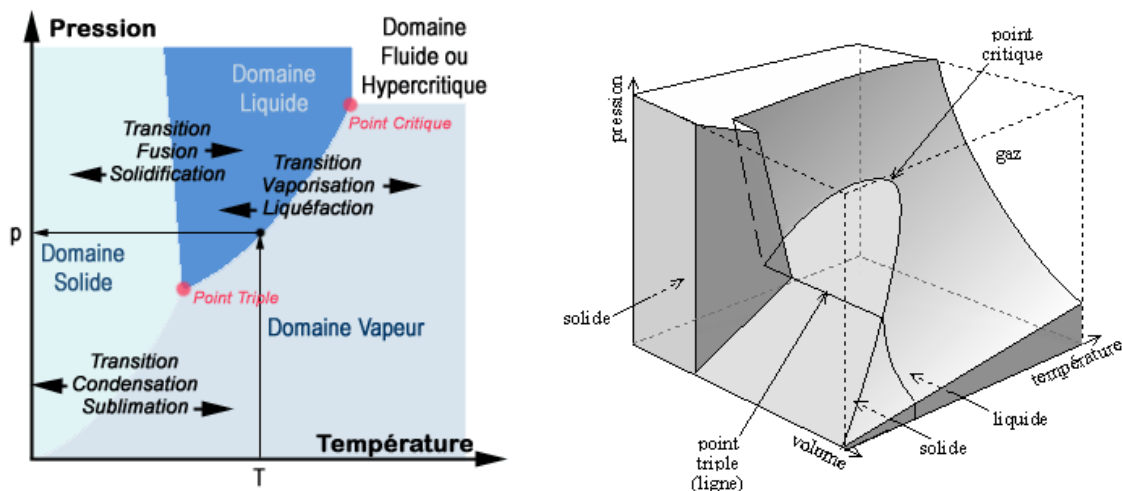 Pression
Domaine
Fluide ou
Hypercritique
Domaine
Liquide
Point Critique
Transition
Fusion
Solidification
Transition
Vaporisation
Liquéfaction
p
Domaine
Solide
Point Triple
Domaine Vapeur
Transition
Condensation
Sublimation
Température
T
point
critique
pression
gaz
solide
température
liquide
solide
volume
point
triple
(ligne)